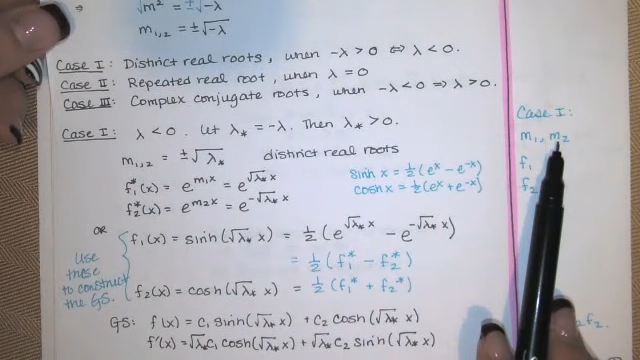 √m² = ±√-λ
m₁,₂ = ±√-λ
Case I: Distrinct real roots, when -λ > 0 ⇔ λ < 0.
Case II: Repeated real root, when λ = 0
Case III: Complex conjugate roots, when -λ < 0 ⇒ λ > 0.
Case I: λ < 0. Let λ* = -λ. Then λ* > 0.
m₁,₂ = ±√λ* distinct real roots
f₁*(x) = e^{m₁x} = e^{√λ* x}
f₂*(x) = e^{m₂x} = e^{-√λ* x}
sinh x = ½(eˣ - e⁻ˣ)
cosh x = ½(eˣ + e⁻ˣ)
OR
f₁(x) = sinh(√λ* x) = ½(e^{√λ* x} - e^{-√λ* x})
= ½(f₁* - f₂*)
f₂(x) = cosh(√λ* x) = ½(f₁* + f₂*)
Use
these
to construct
the GS.
GS: f(x) = c₁ sinh(√λ* x) + c₂ cosh(√λ* x)
f'(x) = √λ* c₁ cosh(√λ* x) + √λ* c₂ sinh(√λ* x)
Case I:
m₁, m₂
f₁
f₂
2f₂.